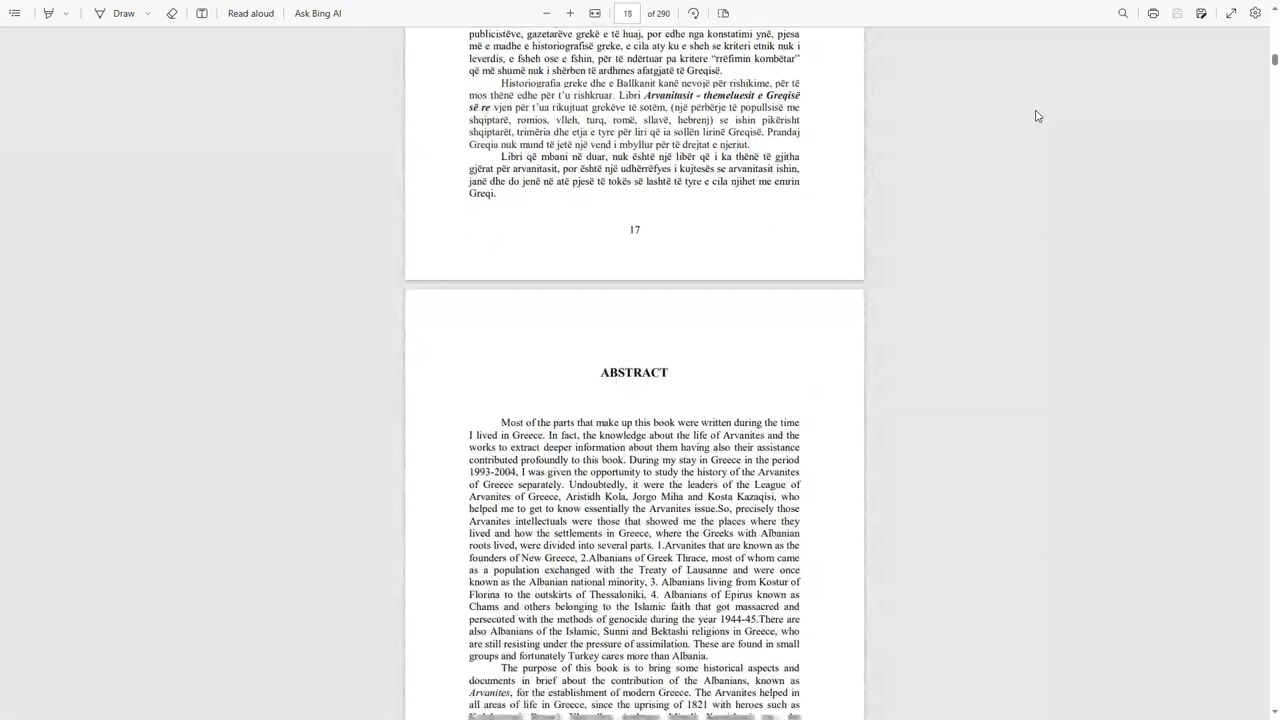 Draw
Read aloud
Ask Bing AI
18 of 290
publicistëve, gazetarëve grekë e të huaj, por edhe nga konstatimi ynë, pjesa
më e madhe e historiografisë greke, e cila aty ku e sheh se kriteri etnik nuk i
leverdis, e fsheh ose e fshin, për të ndërtuar pa kritere “rrëfimin kombëtar”
që më shumë nuk i shërben të ardhmes afatgjatë të Greqisë.
Historiografia greke dhe e Ballkanit kanë nevojë për rishikime, për të
mos thënë edhe për t’u rishkruar. Libri Arvanitasit - themeluesit e Greqisë
së re vjen për t’ua rikujtuar grekëve të sotëm, (një përbërje të popullsisë me
shqiptarë, romios, vlleh, turq, romë, sllavë, hebrenj) se ishin pikërisht
shqiptarët, trimëria dhe etja e tyre për liri që ia sollën lirinë Greqisë. Prandaj
Greqia nuk mund të jetë një vend i mbyllur për të drejtat e njeriut.
Libri që mbani në duar, nuk është një libër që i ka thënë të gjitha
gjërat për arvanitasit, por është një udhërrëfyes i kujtesës se arvanitasit ishin,
janë dhe do jenë në atë pjesë të tokës së lashtë të tyre e cila njihet me emrin
Greqi.
17
ABSTRACT
Most of the parts that make up this book were written during the time
I lived in Greece. In fact, the knowledge about the life of Arvanites and the
works to extract deeper information about them having also their assistance
contributed profoundly to this book. During my stay in Greece in the period
1993-2004, I was given the opportunity to study the history of the Arvanites
of Greece separately. Undoubtedly, it were the leaders of the League of
Arvanites of Greece, Aristidh Kola, Jorgo Miha and Kosta Kazaqisi, who
helped me to get to know essentially the Arvanites issue.So, precisely those
Arvanites intellectuals were those that showed me the places where they
lived and how the settlements in Greece, where the Greeks with Albanian
roots lived, were divided into several parts. 1.Arvanites that are known as the
founders of New Greece, 2.Albanians of Greek Thrace, most of whom came
as a population exchanged with the Treaty of Lausanne and were once
known as the Albanian national minority, 3. Albanians living from Kostur of
Florina to the outskirts of Thessaloniki, 4. Albanians of Epirus known as
Chams and others belonging to the Islamic faith that got massacred and
persecuted with the methods of genocide during the year 1944-45.There are
also Albanians of the Islamic, Sunni and Bektashi religions in Greece, who
are still resisting under the pressure of assimilation. These are found in small
groups and fortunately Turkey cares more than Albania.
The purpose of this book is to bring some historical aspects and
documents in brief about the contribution of the Albanians, known as
Arvanites, for the establishment of modern Greece. The Arvanites helped in
all areas of life in Greece, since the uprising of 1821 with heroes such as